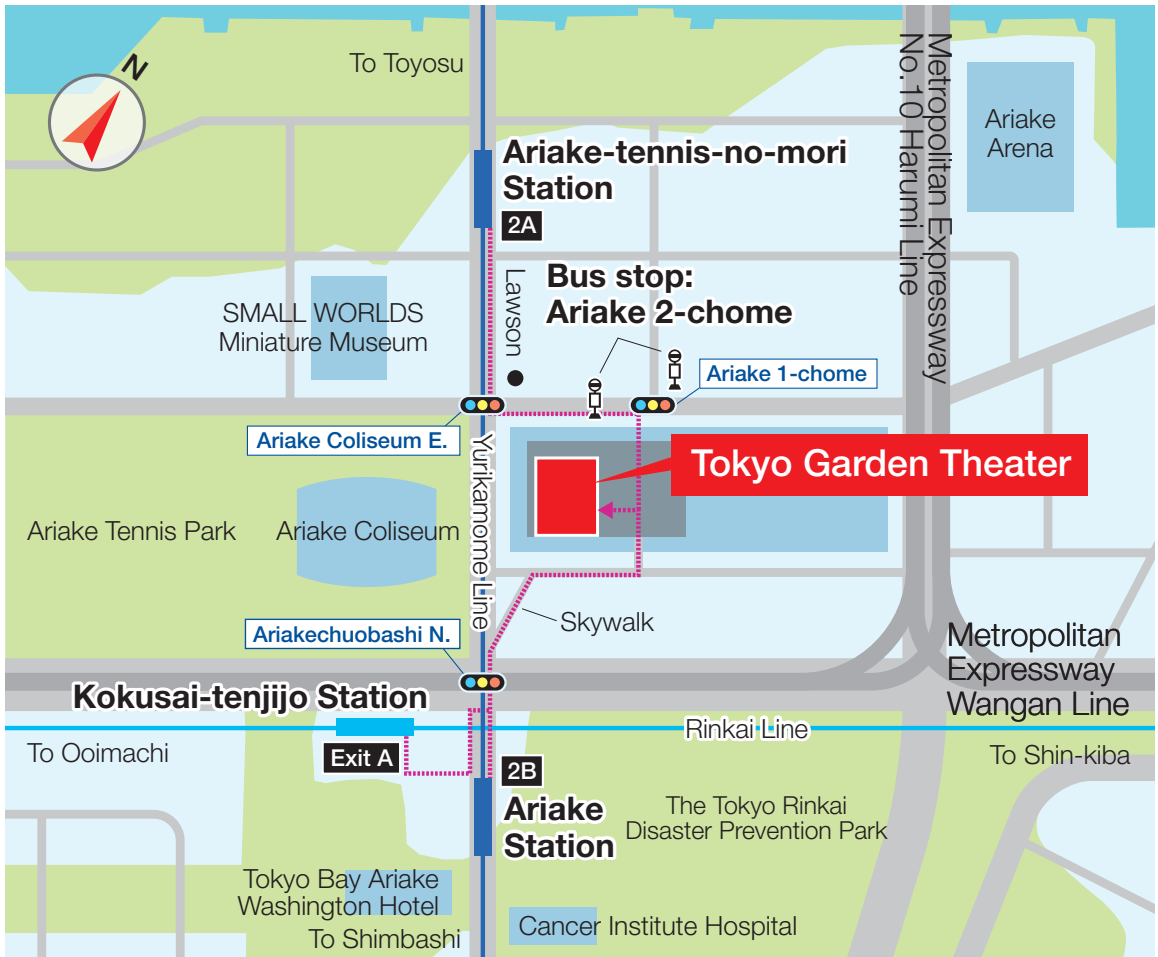 N
To Toyosu
Metropolitan Expressway
No. 10 Harumi Line
Ariake
Arena
Ariake-tennis-no-mori
Station
2A
Lawson
Bus stop:
Ariake 2-chome
SMALL WORLDS
Miniature Museum
Ariake 1-chome
Ariake Coliseum E.
Yurikamome Line
Tokyo Garden Theater
Ariake Tennis Park
Ariake Coliseum
Skywalk
Ariakechuobashi N.
Metropolitan
Expressway
Wangan Line
Kokusai-tenjijo Station
Rinkai Line
To Ooimachi
Exit A
To Shin-kiba
2B
Ariake
Station
The Tokyo Rinkai
Disaster Prevention Park
Tokyo Bay Ariake
Washington Hotel
Cancer Institute Hospital
To Shimbashi